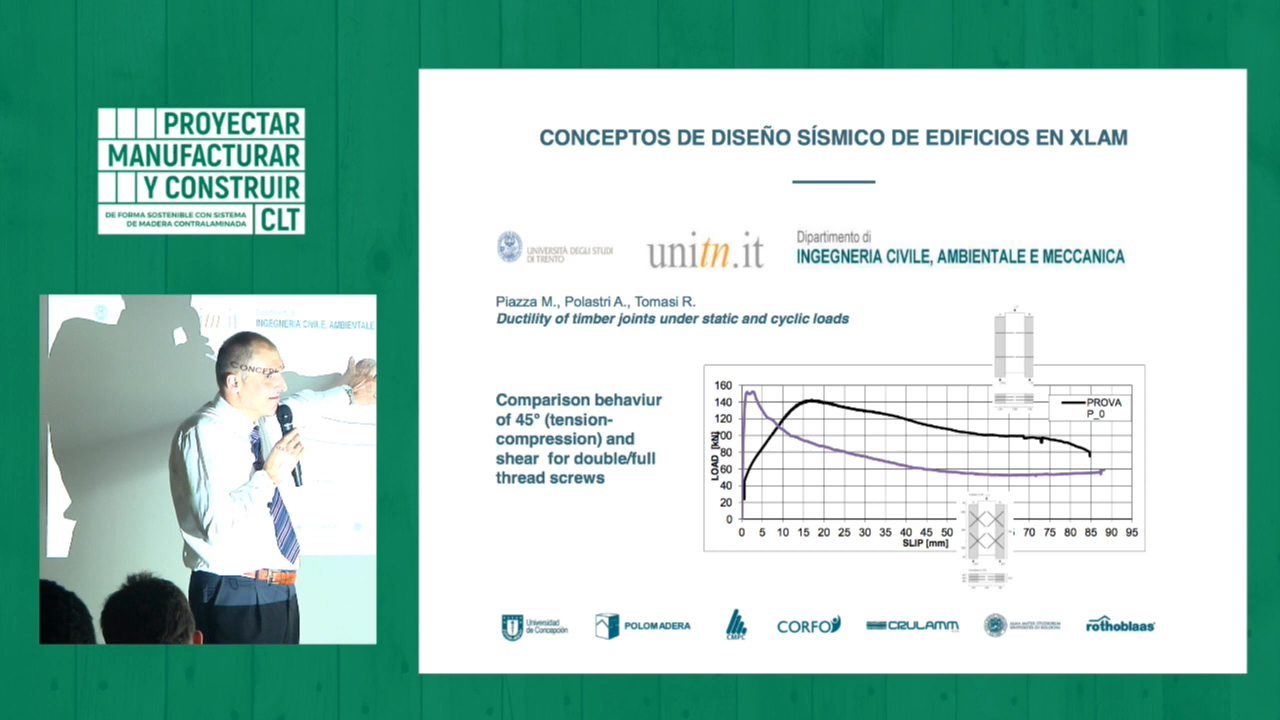 PROYECTAR
MANUFACTURAR
Y CONSTRUIR
DE FORMA SOSTENIBLE CON SISTEMA
DE MADERA CONTRALAMINADA
CLT
CONCEPTOS DE DISEÑO SÍSMICO DE EDIFICIOS EN XLAM
UNIVERSITÀ DEGLI STUDI
DI TRENTO
unitn.it
Dipartimento di
INGEGNERIA CIVILE, AMBIENTALE E MECCANICA
Piazza M., Polastri A., Tomasi R.
Ductility of timber joints under static and cyclic loads
Comparison behaviur
of 45° (tension-
compression) and
shear for double/full
thread screws
160
140
120
100
80
60
40
20
0
LOAD [kN]
PROVA
P_0
0 5 10 15 20 25 30 35 40 45 50 70 75 80 85 90 95
SLIP [mm]
tn.it
INGEGNERIA CIVILE, AMBIENTALE
CONCEP
Universidad
de Concepción
POLOMADERA
CMPC
CORFO
CRULAMM
rothoblaas